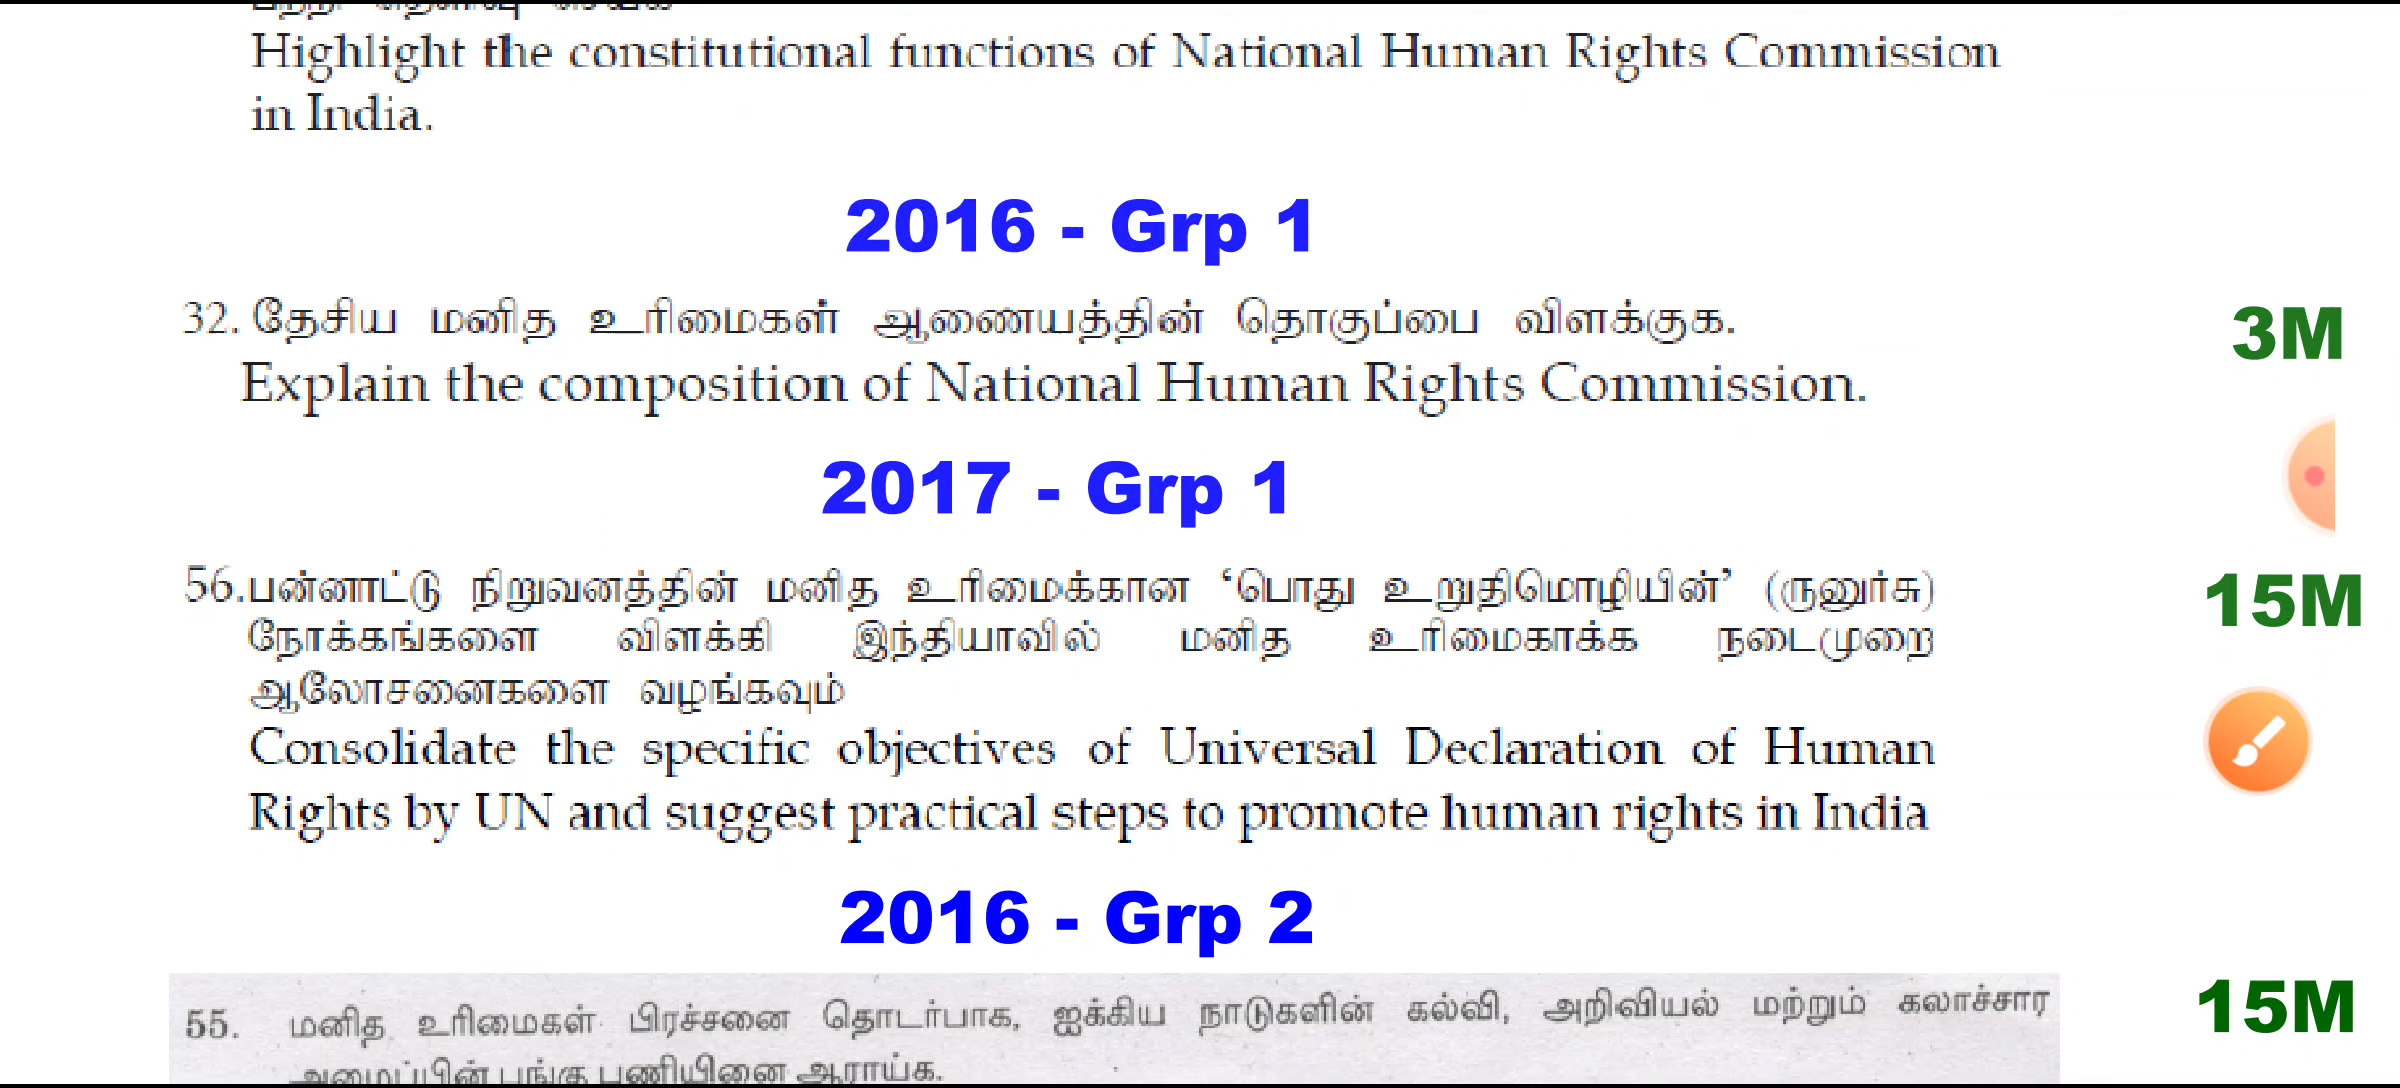 Highlight the constitutional functions of National Human Rights Commission
in India.
2016 - Grp 1
32. தேசிய மனித உரிமைகள் ஆணையத்தின் தொகுப்பை விளக்குக.
3M
Explain the composition of National Human Rights Commission.
2017 - Grp 1
56.பன்னாட்டு நிறுவனத்தின் மனித உரிமைக்கான ‘பொது உறுதிமொழியின்’ (ருனுர்சு)
15M
நோக்கங்களை விளக்கி இந்தியாவில் மனித உரிமைகாக்க நடைமுறை
ஆலோசனைகளை வழங்கவும்
Consolidate the specific objectives of Universal Declaration of Human
Rights by UN and suggest practical steps to promote human rights in India
2016 - Grp 2
55. மனித உரிமைகள் பிரச்சனை தொடர்பாக, ஐக்கிய நாடுகளின் கல்வி, அறிவியல் மற்றும் கலாச்சார
15M
அமைப்பின் பங்கு பணியினை ஆராய்க.